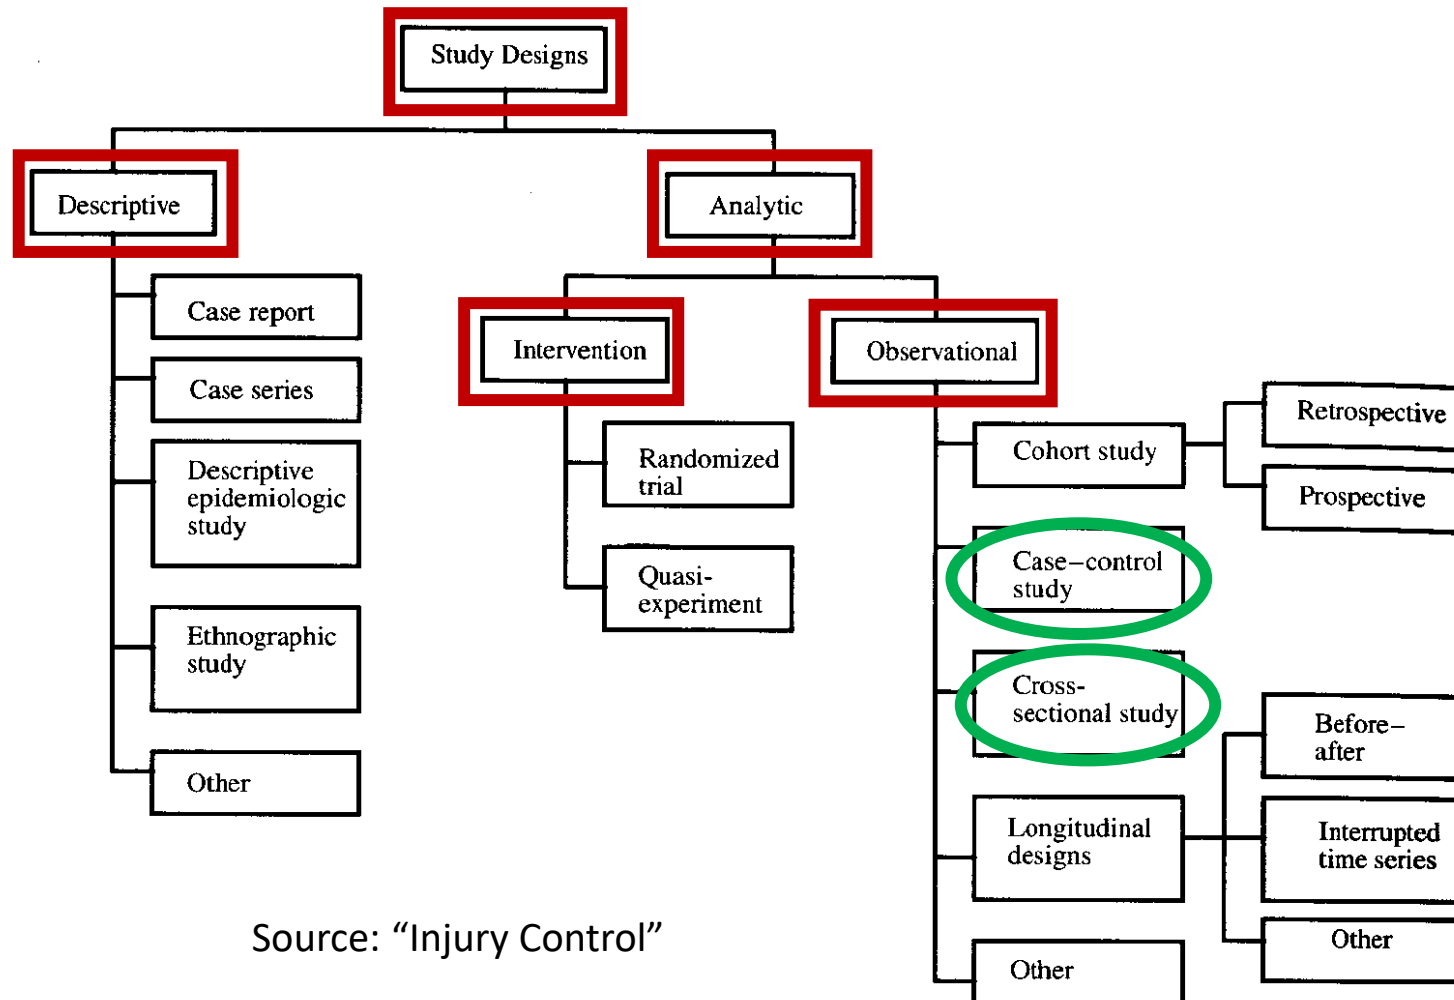 Study Designs
Descriptive
Analytic
Case report
Case series
Descriptive
epidemiologic
study
Ethnographic
study
Other
Intervention
Randomized
trial
Quasi-
experiment
Observational
Cohort study
Retrospective
Prospective
Case–control
study
Cross-
sectional study
Longitudinal
designs
Before–
after
Interrupted
time series
Other
Other
Source: “Injury Control”